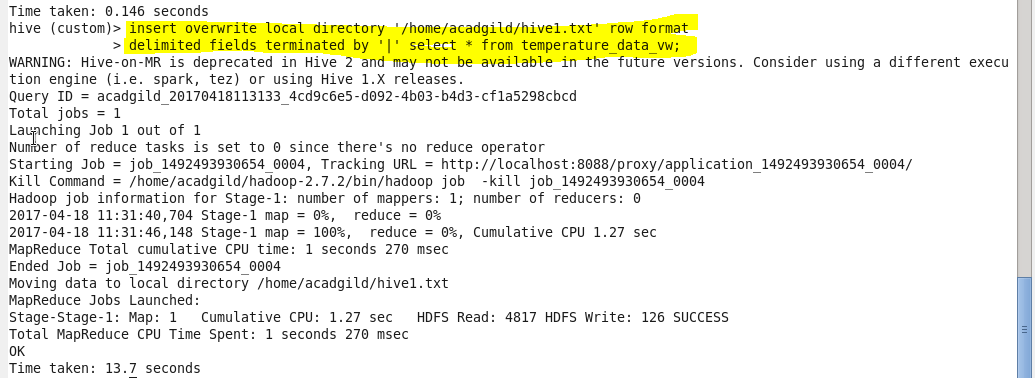 Time taken: 0.146 seconds
hive (custom)> insert overwrite local directory '/home/acadgild/hive1.txt' row format
> delimited fields terminated by '|' select * from temperature_data_vw;
WARNING: Hive-on-MR is deprecated in Hive 2 and may not be available in the future versions. Consider using a different execu
tion engine (i.e. spark, tez) or using Hive 1.X releases.
Query ID = acadgild_20170418113133_4cd9c6e5-d092-4b03-b4d3-cf1a5298cbcd
Total jobs = 1
Launching Job 1 out of 1
Number of reduce tasks is set to 0 since there's no reduce operator
Starting Job = job_1492493930654_0004, Tracking URL = http://localhost:8088/proxy/application_1492493930654_0004/
Kill Command = /home/acadgild/hadoop-2.7.2/bin/hadoop job  -kill job_1492493930654_0004
Hadoop job information for Stage-1: number of mappers: 1; number of reducers: 0
2017-04-18 11:31:40,704 Stage-1 map = 0%,  reduce = 0%
2017-04-18 11:31:46,148 Stage-1 map = 100%,  reduce = 0%, Cumulative CPU 1.27 sec
MapReduce Total cumulative CPU time: 1 seconds 270 msec
Ended Job = job_1492493930654_0004
Moving data to local directory /home/acadgild/hive1.txt
MapReduce Jobs Launched:
Stage-Stage-1: Map: 1   Cumulative CPU: 1.27 sec   HDFS Read: 4817 HDFS Write: 126 SUCCESS
Total MapReduce CPU Time Spent: 1 seconds 270 msec
OK
Time taken: 13.7 seconds